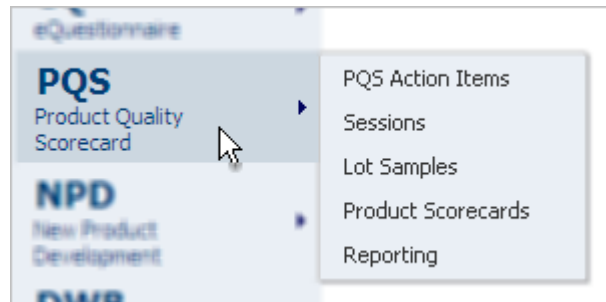 eQuestionnaire
PQS
Product Quality
Scorecard
NPD
New Product
Development
PQS Action Items
Sessions
Lot Samples
Product Scorecards
Reporting